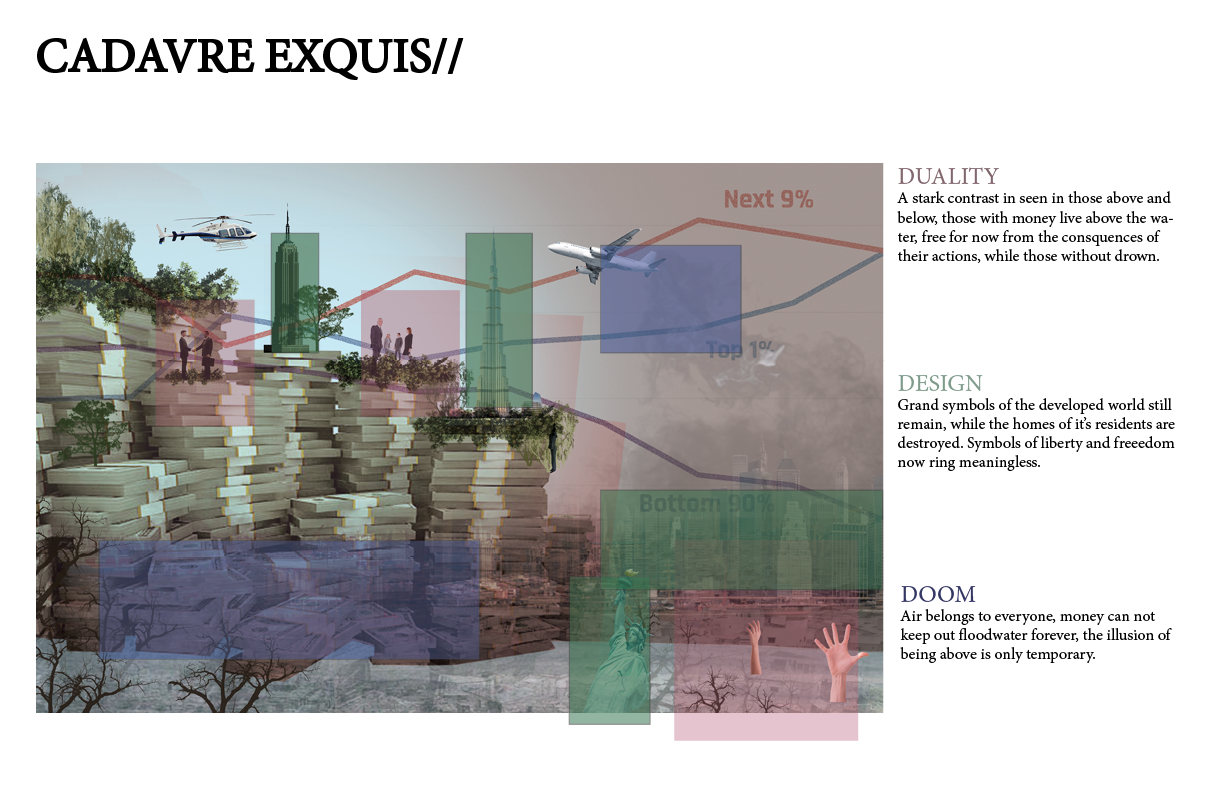 CADAVRE EXQUIS//
Next 9%
Top 1%
Bottom 90%
DUALITY
A stark contrast in seen in those above and
below, those with money live above the wa-
ter, free for now from the consquences of
their actions, while those without drown.
DESIGN
Grand symbols of the developed world still
remain, while the homes of it's residents are
destroyed. Symbols of liberty and freeedom
now ring meaningless.
DOOM
Air belongs to everyone, money can not
keep out floodwater forever, the illusion of
being above is only temporary.